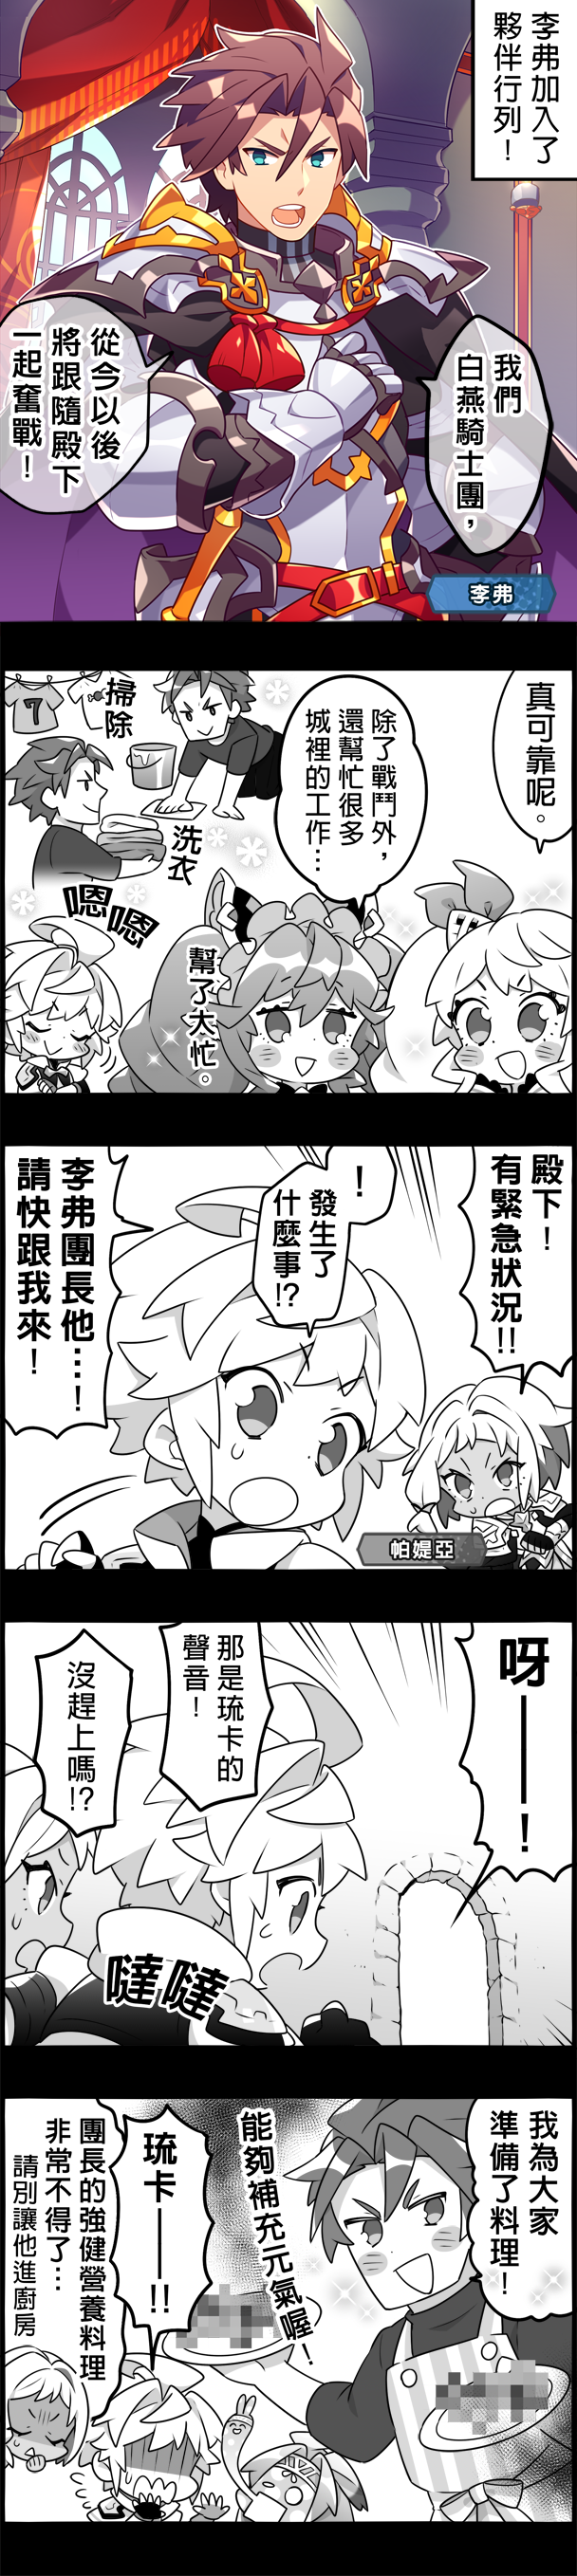 李弗加入了
夥伴行列！
我們
白燕騎士團，
從今以後
將跟隨殿下
一起奮戰！
李弗
真可靠呢。
除了戰鬥外，
還幫忙很多
城裡的工作…
掃除
7
洗衣
幫了大忙。
嗯嗯
殿下！
有緊急狀況!!
！
發生了
什麼事!?
李弗團長他…！
請快跟我來！
帕媞亞
呀——！
那是琉卡的
聲音！
沒趕上嗎!?
噠噠
我為大家
準備了料理！
能夠補充元氣喔！
琉卡——!!
團長的強健營養料理
非常不得了…
請別讓他進廚房